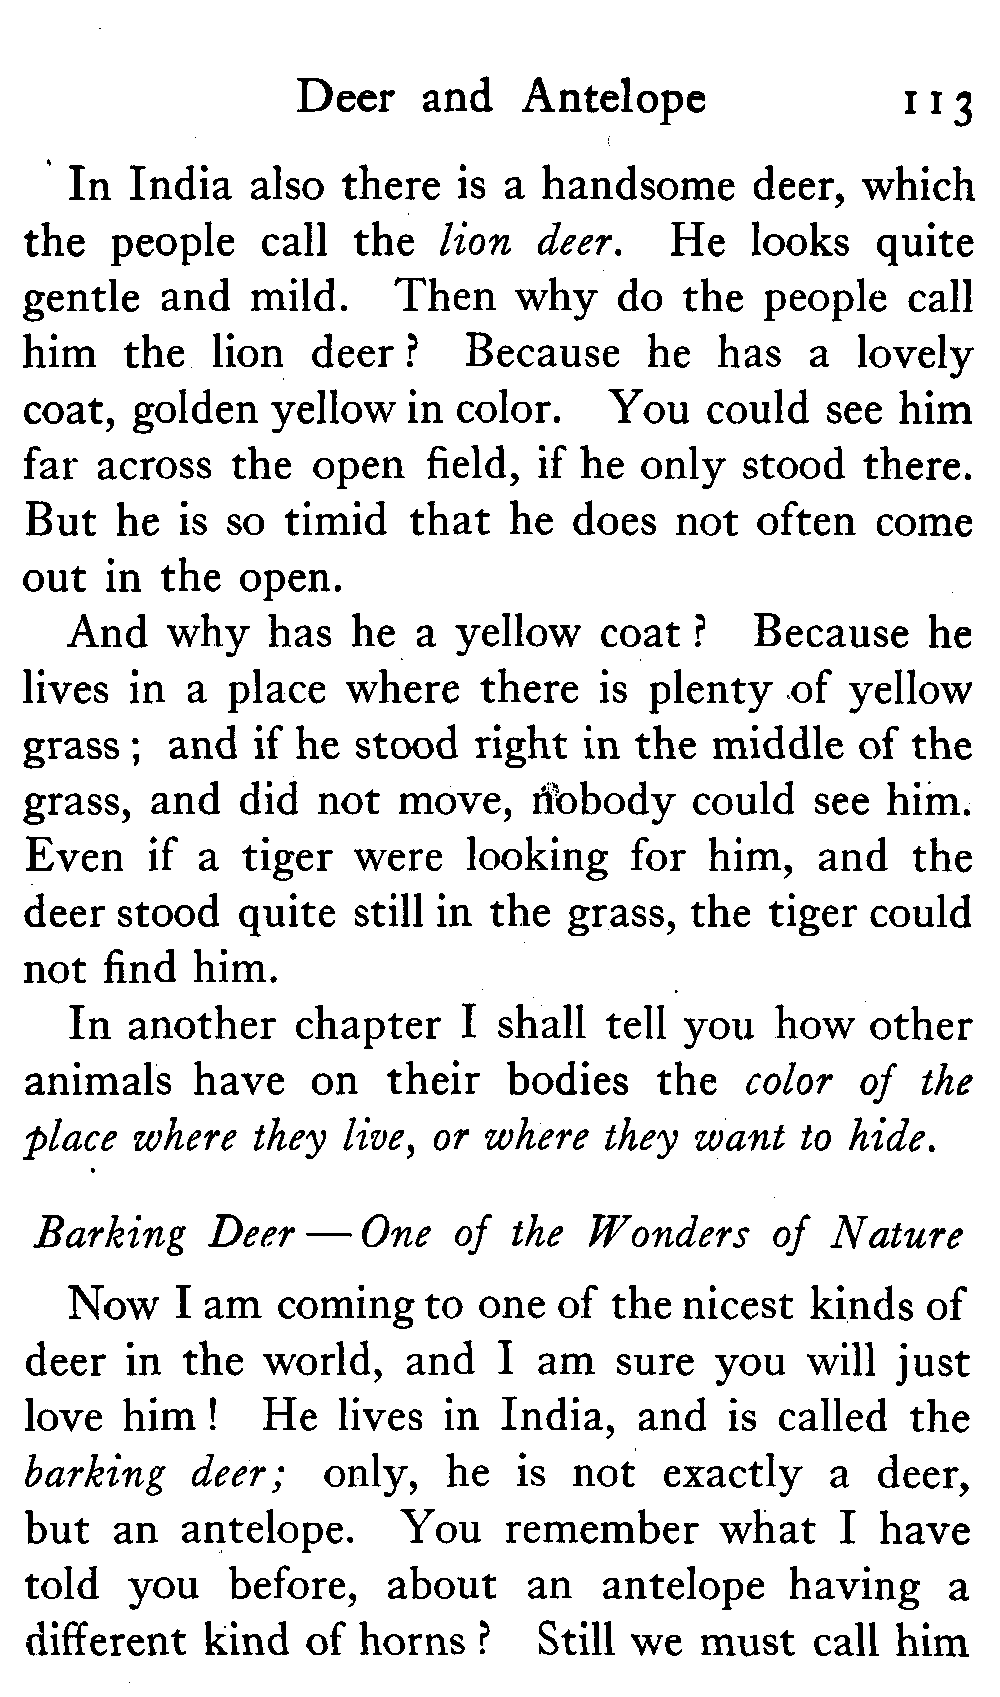 Deer and Antelope 113
In India also there is a handsome deer, which
the people call the lion deer. He looks quite
gentle and mild. Then why do the people call
him the lion deer? Because he has a lovely
coat, golden yellow in color. You could see him
far across the open field, if he only stood there.
But he is so timid that he does not often come
out in the open.
And why has he a yellow coat? Because he
lives in a place where there is plenty of yellow
grass; and if he stood right in the middle of the
grass, and did not move, nobody could see him.
Even if a tiger were looking for him, and the
deer stood quite still in the grass, the tiger could
not find him.
In another chapter I shall tell you how other
animals have on their bodies the color of the
place where they live, or where they want to hide.
Barking Deer — One of the Wonders of Nature
Now I am coming to one of the nicest kinds of
deer in the world, and I am sure you will just
love him! He lives in India, and is called the
barking deer; only, he is not exactly a deer,
but an antelope. You remember what I have
told you before, about an antelope having a
different kind of horns? Still we must call him